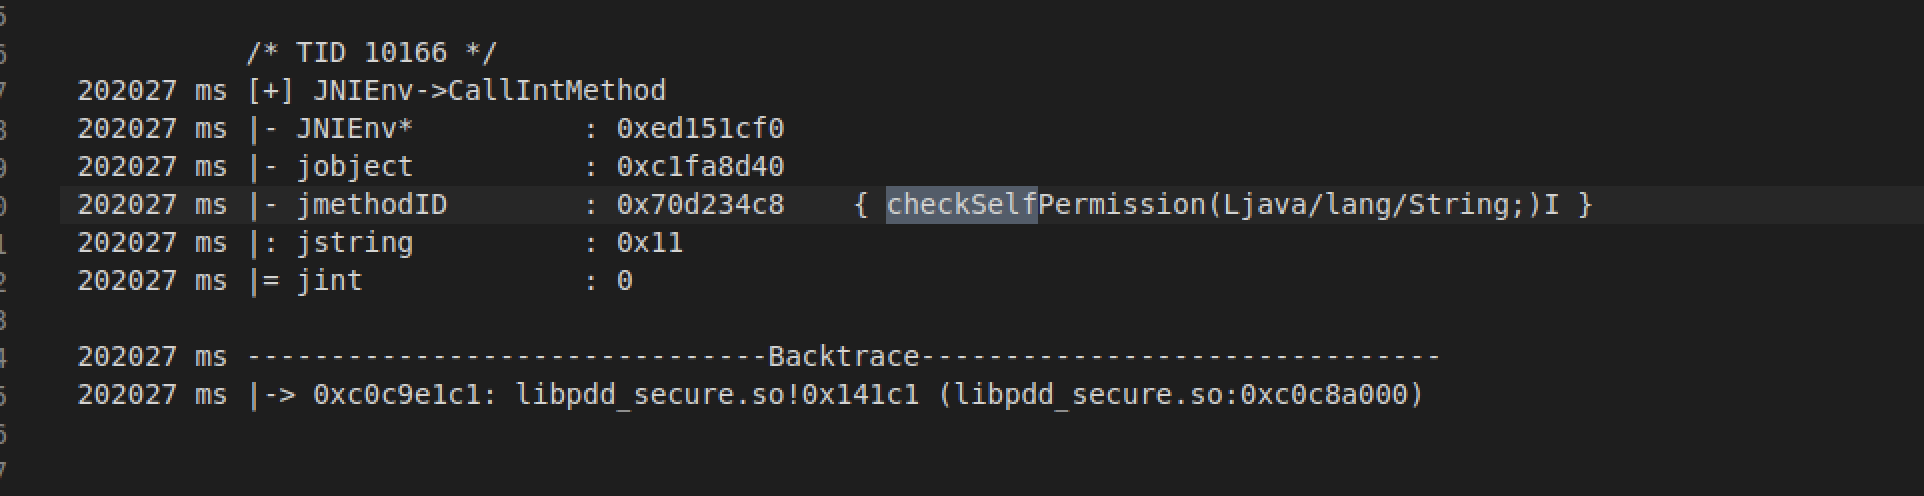 /* TID 10166 */
202027 ms [+] JNIEnv->CallIntMethod
202027 ms |- JNIEnv*          : 0xed151cf0
202027 ms |- jobject          : 0xc1fa8d40
202027 ms |- jmethodID        : 0x70d234c8    { checkSelfPermission(Ljava/lang/String;)I }
202027 ms |: jstring          : 0x11
202027 ms |= jint             : 0
202027 ms -------------------------------Backtrace-------------------------------
202027 ms |-> 0xc0c9e1c1: libpdd_secure.so!0x141c1 (libpdd_secure.so:0xc0c8a000)